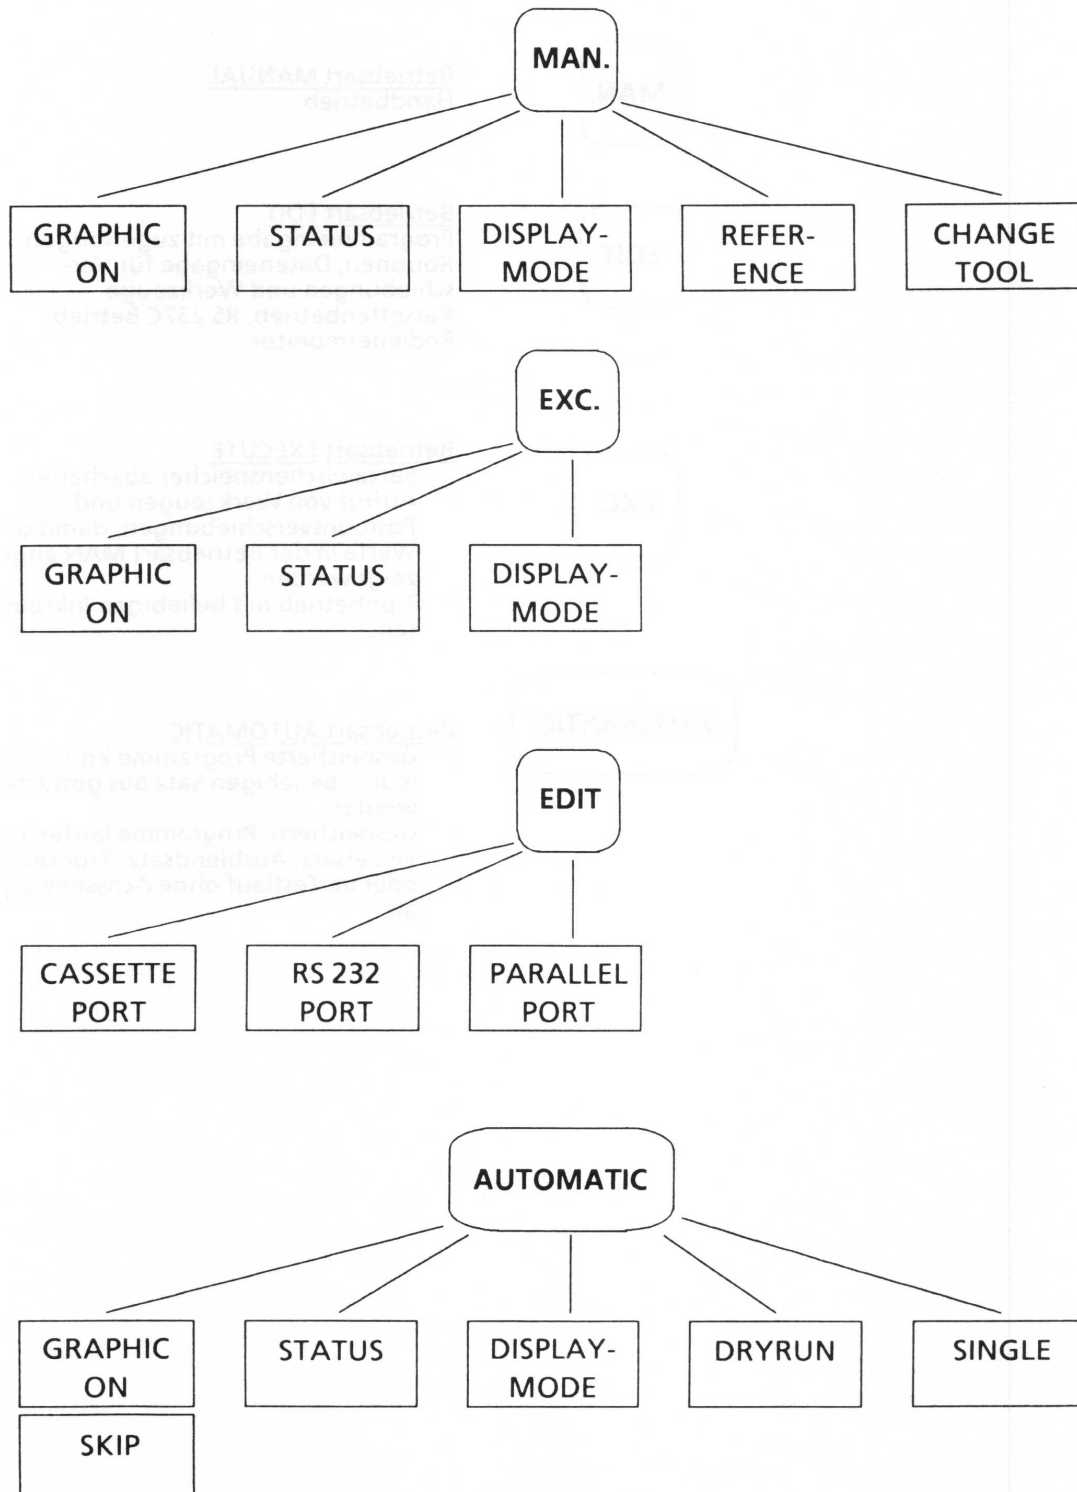 MAN.
GRAPHIC
ON
STATUS
DISPLAY-
MODE
REFER-
ENCE
CHANGE
TOOL
EXC.
GRAPHIC
ON
STATUS
DISPLAY-
MODE
EDIT
CASSETTE
PORT
RS 232
PORT
PARALLEL
PORT
AUTOMATIC
GRAPHIC
ON
STATUS
DISPLAY-
MODE
DRYRUN
SINGLE
SKIP